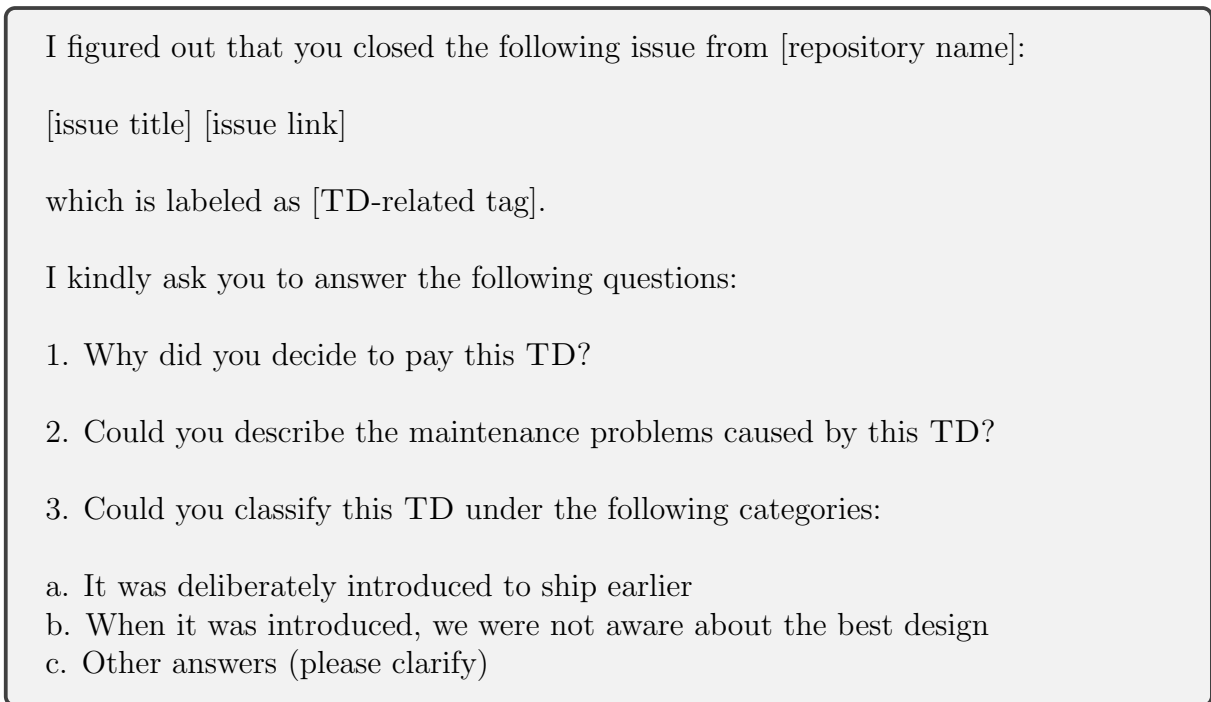 I figured out that you closed the following issue from [repository name]:
[issue title] [issue link]
which is labeled as [TD-related tag].
I kindly ask you to answer the following questions:
1. Why did you decide to pay this TD?
2. Could you describe the maintenance problems caused by this TD?
3. Could you classify this TD under the following categories:
a. It was deliberately introduced to ship earlier
b. When it was introduced, we were not aware about the best design
c. Other answers (please clarify)